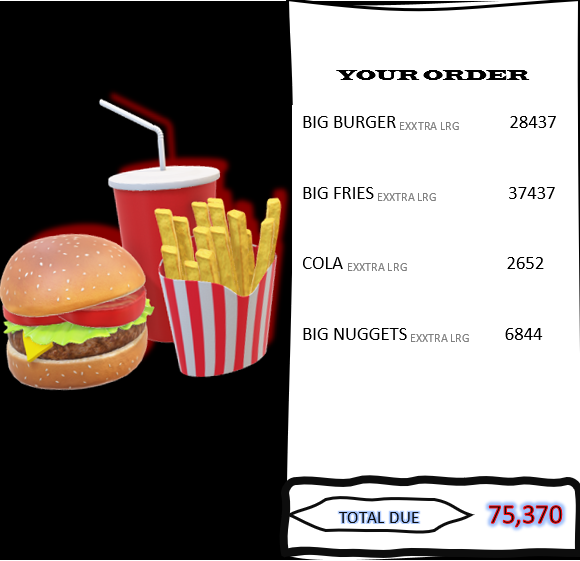 YOUR ORDER
BIG BURGER EXXTRA LRG 28437
BIG FRIES EXXTRA LRG 37437
COLA EXXTRA LRG 2652
BIG NUGGETS EXXTRA LRG 6844
TOTAL DUE 75,370